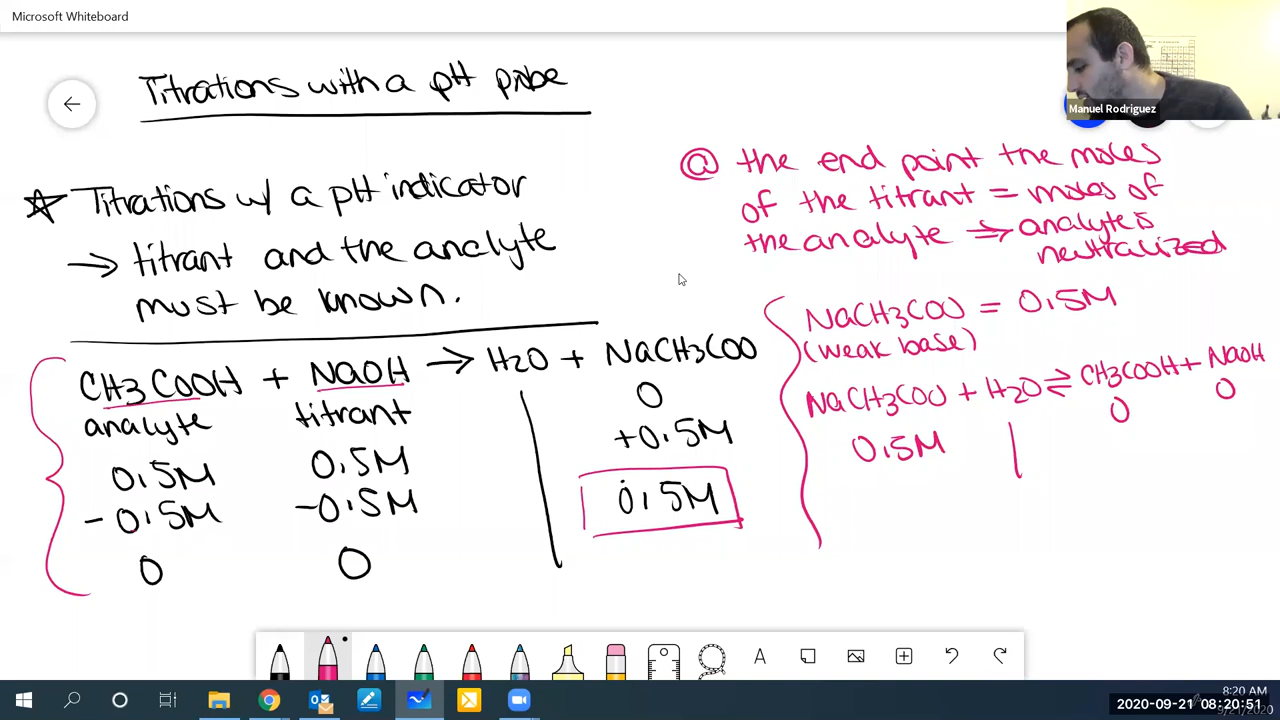 Microsoft Whiteboard
Manuel Rodriguez
Titrations with a pH probe
Titrations w/ a pH indicator
→ titrant and the analyte
must be known.
CH3COOH + NaOH → H2O + NaCH3COO
analyte titrant 0
0.5M 0.5M +0.5M
-0.5M -0.5M 0.5M
0 0
@ the end point the moles
of the titrant = moles of
the analyte ⇒ analyte is
neutralized
NaCH3COO = 0.5M
(weak base)
NaCH3COO + H2O ⇌ CH3COOH + NaOH
0.5M 0 0
A
8:20 AM
9/21/2020
2020-09-21 08:20:51